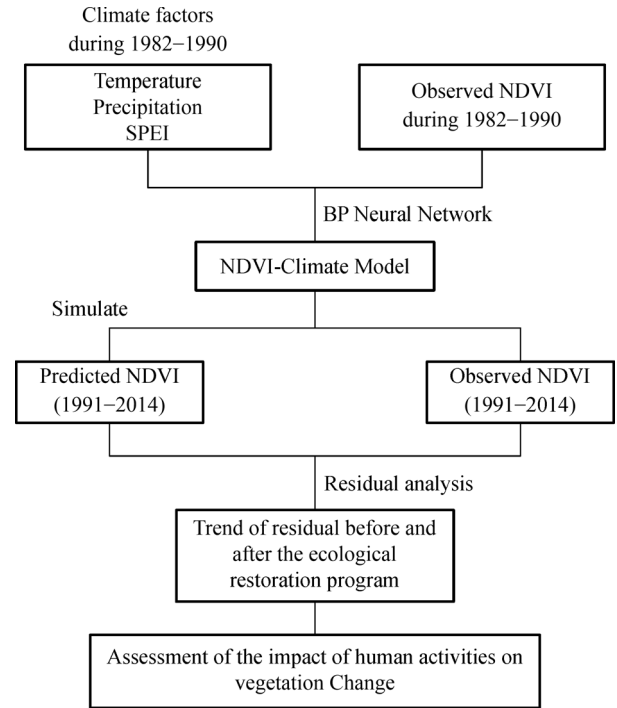 Climate factors
during 1982−1990
Temperature
Precipitation
SPEI
Observed NDVI
during 1982−1990
BP Neural Network
NDVI-Climate Model
Simulate
Predicted NDVI
(1991−2014)
Observed NDVI
(1991−2014)
Residual analysis
Trend of residual before and
after the ecological
restoration program
Assessment of the impact of human activities on
vegetation Change